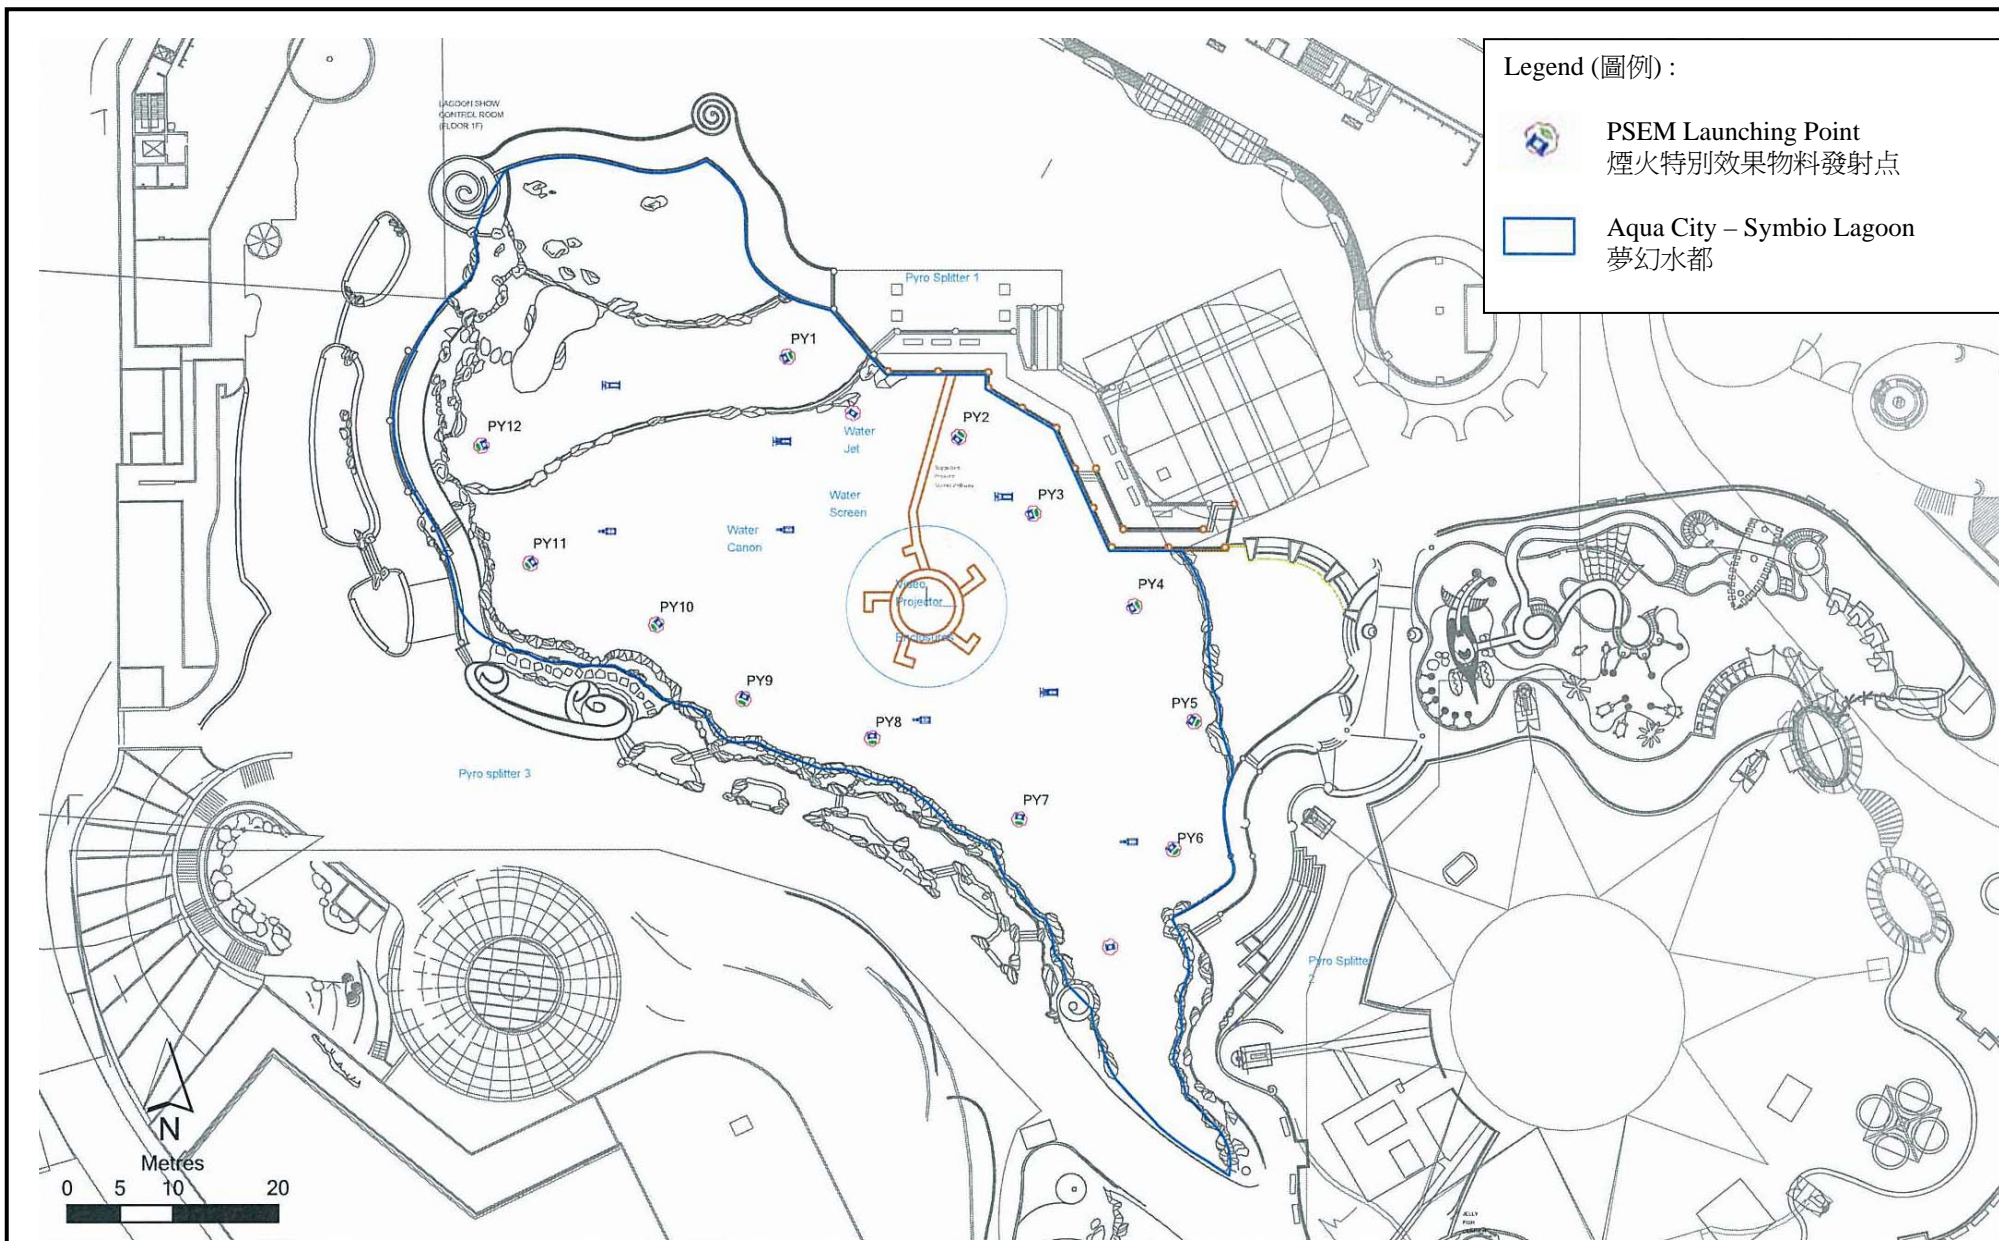 LAGOON SHOW
CONTROL ROOM
(FLOOR 1F)
Legend (圖例) :
PSEM Launching Point
煙火特別效果物料發射点
Aqua City – Symbio Lagoon
夢幻水都
Pyro Splitter 1
PY1
PY12
PY2
Water
Jet
PY3
Water
Screen
Water
Canon
PY11
PY4
Video
Projector
Enclosures
PY10
PY9
PY5
PY8
Pyro splitter 3
PY7
PY6
Pyro Splitter
2
N
Metres
0 5 10 20
JELLY
FISH